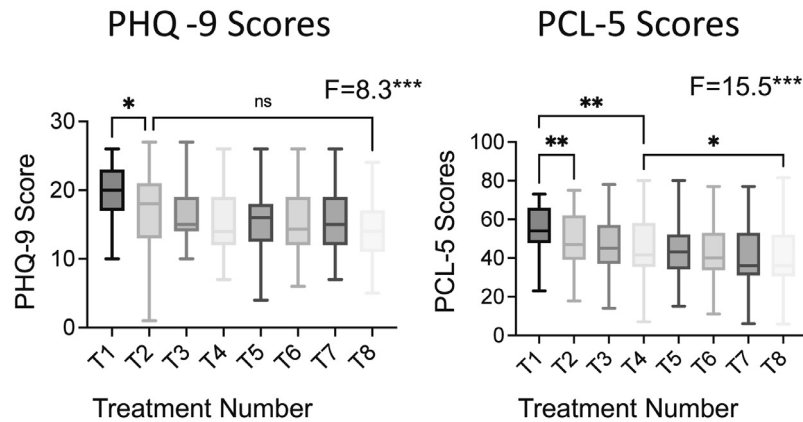 PHQ -9 Scores
F=8.3***
*
ns
30
20
10
0
PHQ-9 Score
T1 T2 T3 T4 T5 T6 T7 T8
Treatment Number
PCL-5 Scores
F=15.5***
**
**
*
100
80
60
40
20
0
PCL-5 Scores
T1 T2 T3 T4 T5 T6 T7 T8
Treatment Number